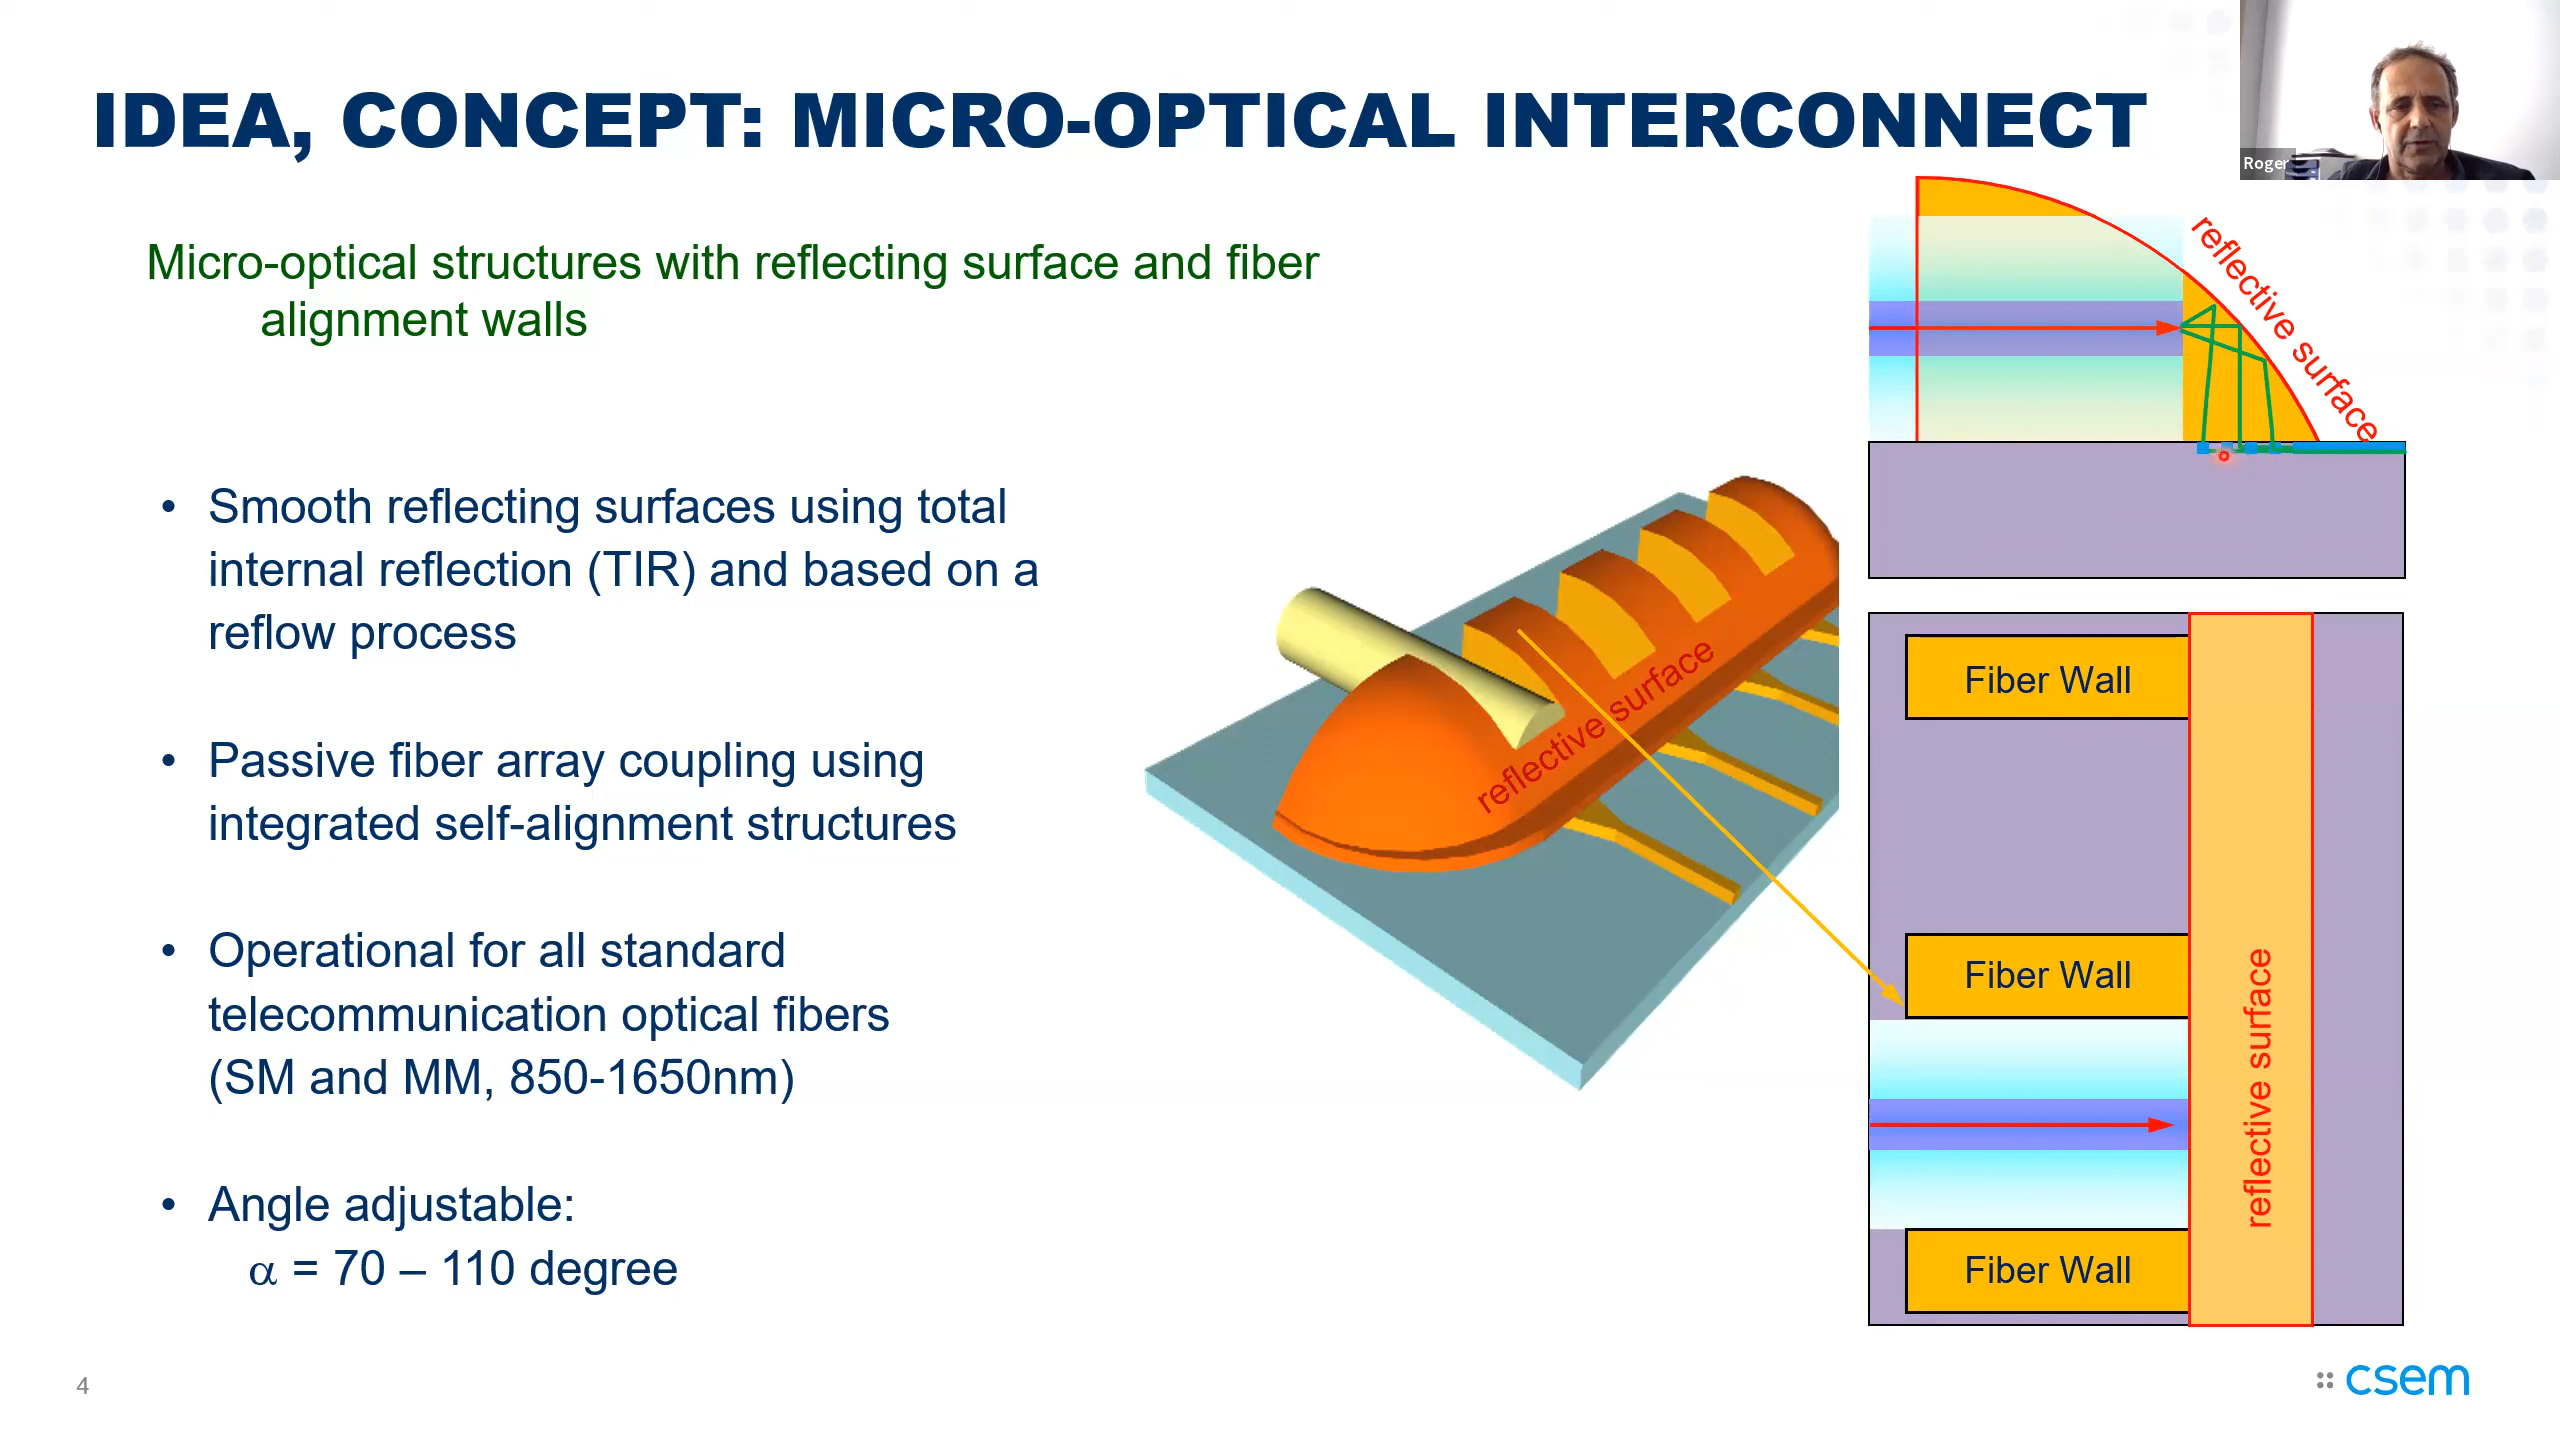 IDEA, CONCEPT: MICRO-OPTICAL INTERCONNECT
Roger
Micro-optical structures with reflecting surface and fiber
alignment walls
• Smooth reflecting surfaces using total
internal reflection (TIR) and based on a
reflow process
• Passive fiber array coupling using
integrated self-alignment structures
• Operational for all standard
telecommunication optical fibers
(SM and MM, 850-1650nm)
• Angle adjustable:
α = 70 – 110 degree
reflective surface
reflective surface
Fiber Wall
Fiber Wall
Fiber Wall
reflective surface
4
csem